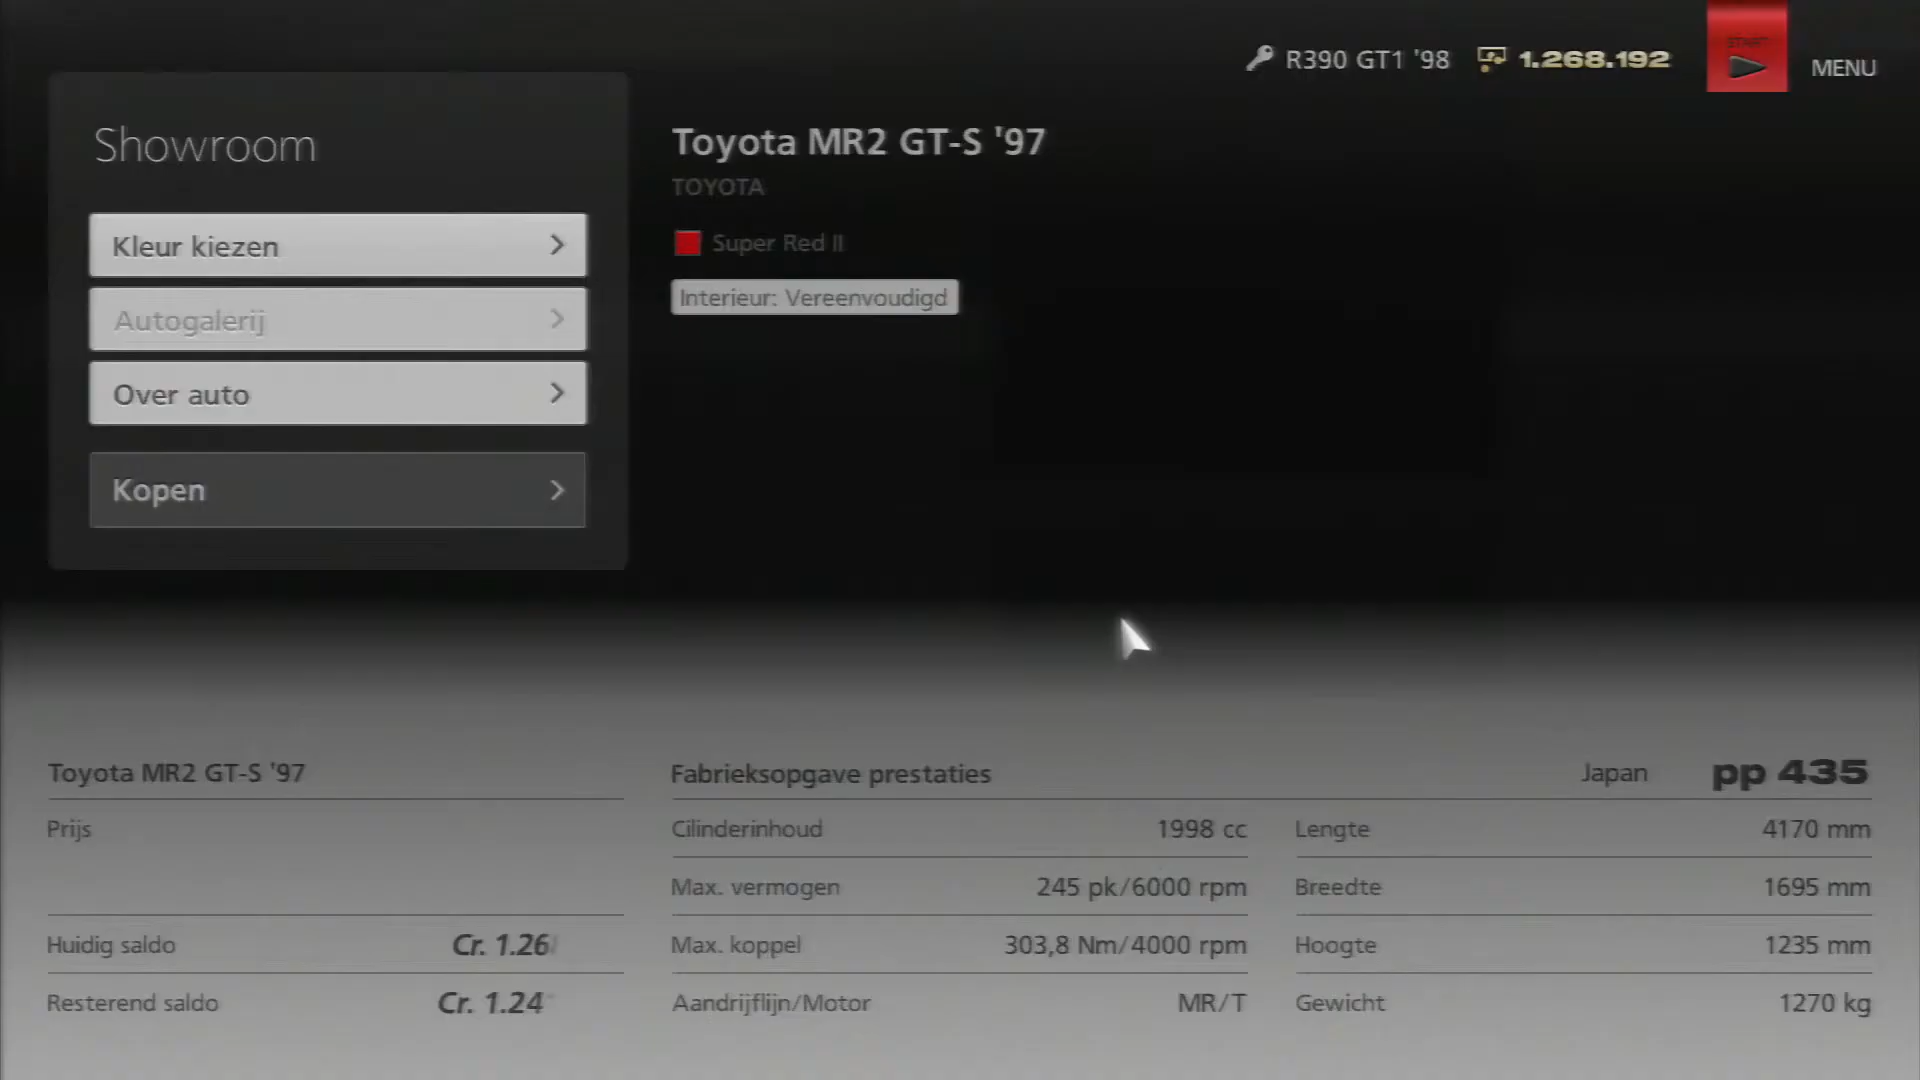 R390 GT1 '98
1.268.192
START
MENU
Showroom
Kleur kiezen
Autogalerij
Over auto
Kopen
Toyota MR2 GT-S '97
TOYOTA
Super Red II
Interieur: Vereenvoudigd
Toyota MR2 GT-S '97
Prijs
Huidig saldo Cr. 1.26
Resterend saldo Cr. 1.24
Fabrieksopgave prestaties
Japan
pp 435
Cilinderinhoud 1998 cc
Max. vermogen 245 pk/6000 rpm
Max. koppel 303,8 Nm/4000 rpm
Aandrijflijn/Motor MR/T
Lengte 4170 mm
Breedte 1695 mm
Hoogte 1235 mm
Gewicht 1270 kg